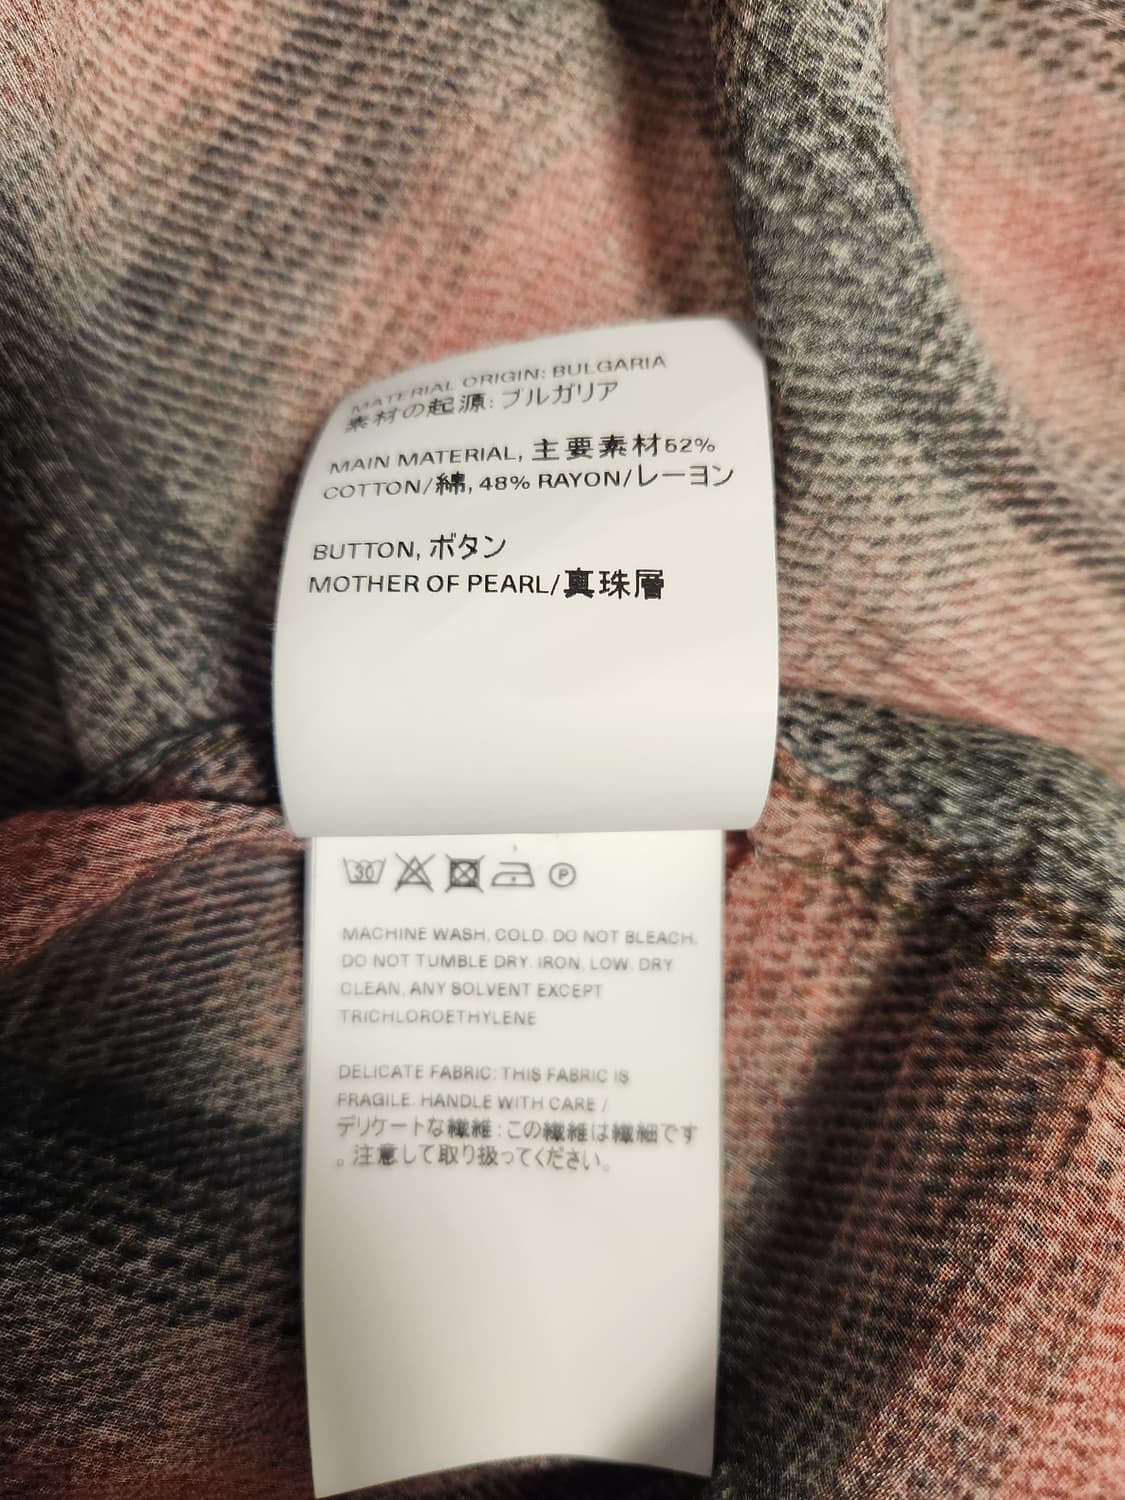 MATERIAL ORIGIN: BULGARIA
素材の起源: ブルガリア
MAIN MATERIAL, 主要素材52%
COTTON/綿, 48% RAYON/レーヨン
BUTTON, ボタン
MOTHER OF PEARL/真珠層
30 P
MACHINE WASH, COLD. DO NOT BLEACH.
DO NOT TUMBLE DRY. IRON, LOW. DRY
CLEAN, ANY SOLVENT EXCEPT
TRICHLOROETHYLENE
DELICATE FABRIC: THIS FABRIC IS
FRAGILE. HANDLE WITH CARE /
デリケートな繊維 : この繊維は繊細です
。注意して取り扱ってください。